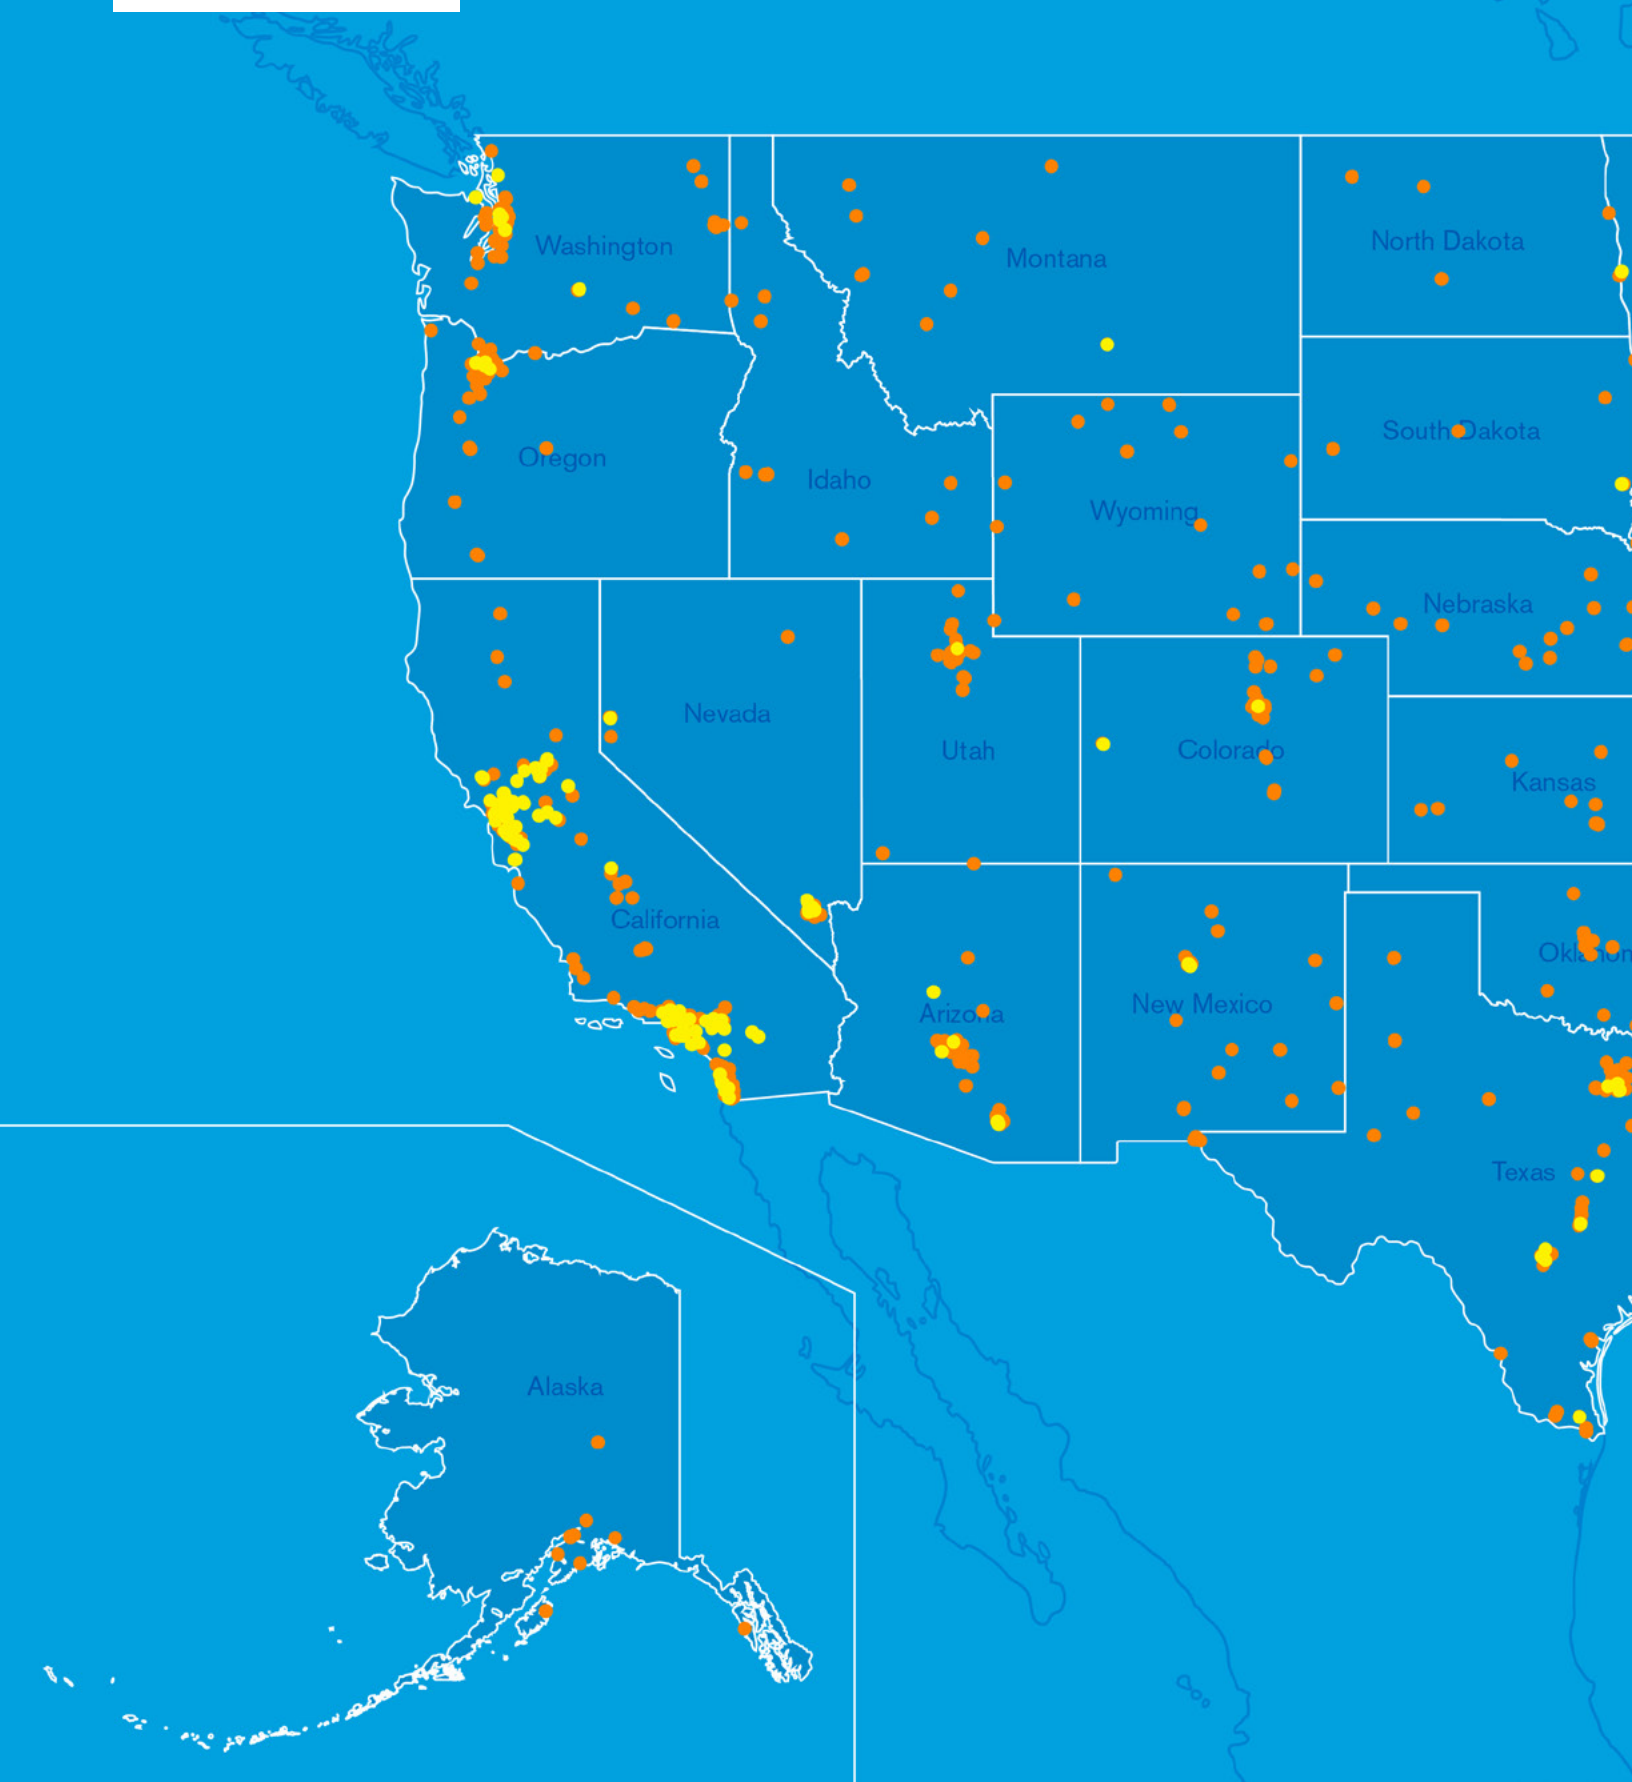 Washington
Montana
North Dakota
South Dakota
Oregon
Idaho
Wyoming
Nebraska
Nevada
Utah
Colorado
Kansas
California
Oklahom
Arizona
New Mexico
Texas
Alaska